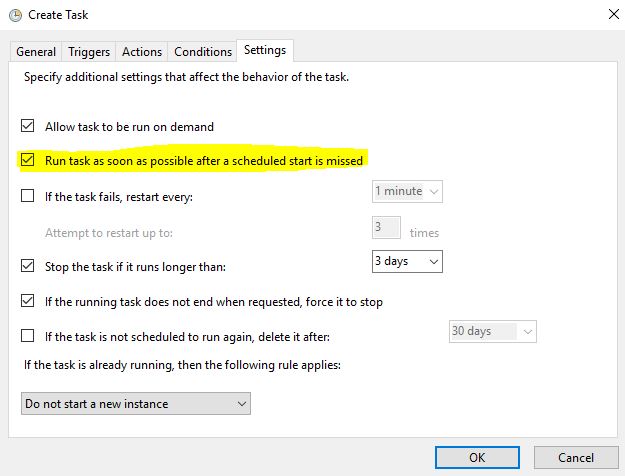 Create Task
General Triggers Actions Conditions Settings
Specify additional settings that affect the behavior of the task.
Allow task to be run on demand
Run task as soon as possible after a scheduled start is missed
If the task fails, restart every: 1 minute
Attempt to restart up to: 3 times
Stop the task if it runs longer than: 3 days
If the running task does not end when requested, force it to stop
If the task is not scheduled to run again, delete it after: 30 days
If the task is already running, then the following rule applies:
Do not start a new instance
OK Cancel